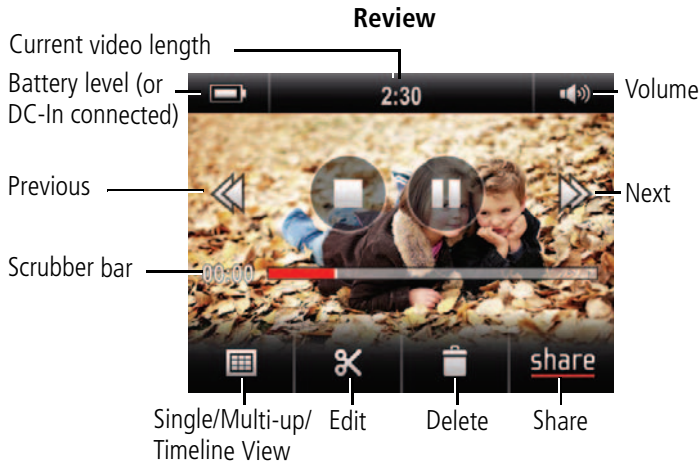 Review
Current video length
Battery level (or
DC-In connected)
2:30
Volume
Previous
Next
Scrubber bar
00:00
share
Single/Multi-up/
Timeline View
Edit
Delete
Share